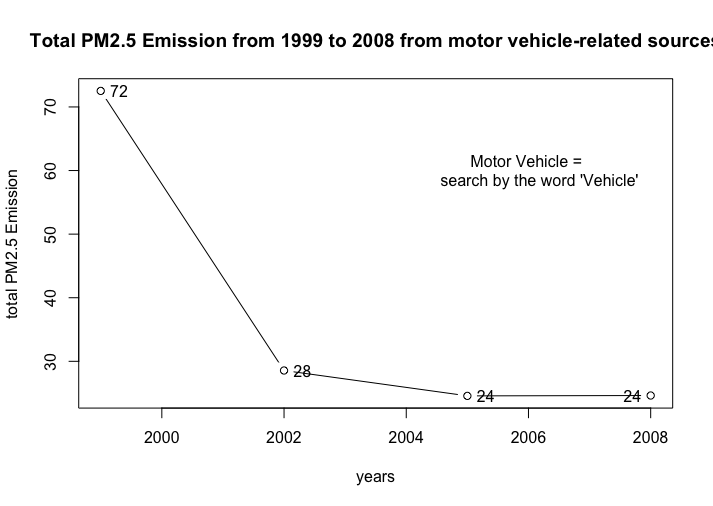 Total PM2.5 Emission from 1999 to 2008 from motor vehicle-related sources
72
Motor Vehicle =
search by the word 'Vehicle'
28
24
24
total PM2.5 Emission
70
60
50
40
30
2000 2002 2004 2006 2008
years